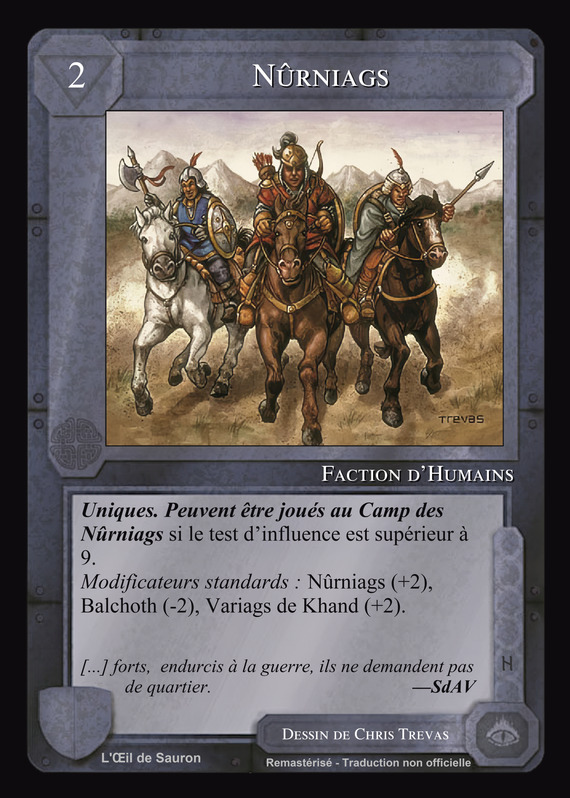 2
NÛRNIAGS
TREVAS
FACTION D'HUMAINS
Uniques. Peuvent être joués au Camp des
Nûrniags si le test d'influence est supérieur à
9.
Modificateurs standards : Nûrniags (+2),
Balchoth (-2), Variags de Khand (+2).
[...] forts, endurcis à la guerre, ils ne demandent pas
de quartier. —SdAV
DESSIN DE CHRIS TREVAS
L'Œil de Sauron
Remastérisé - Traduction non officielle